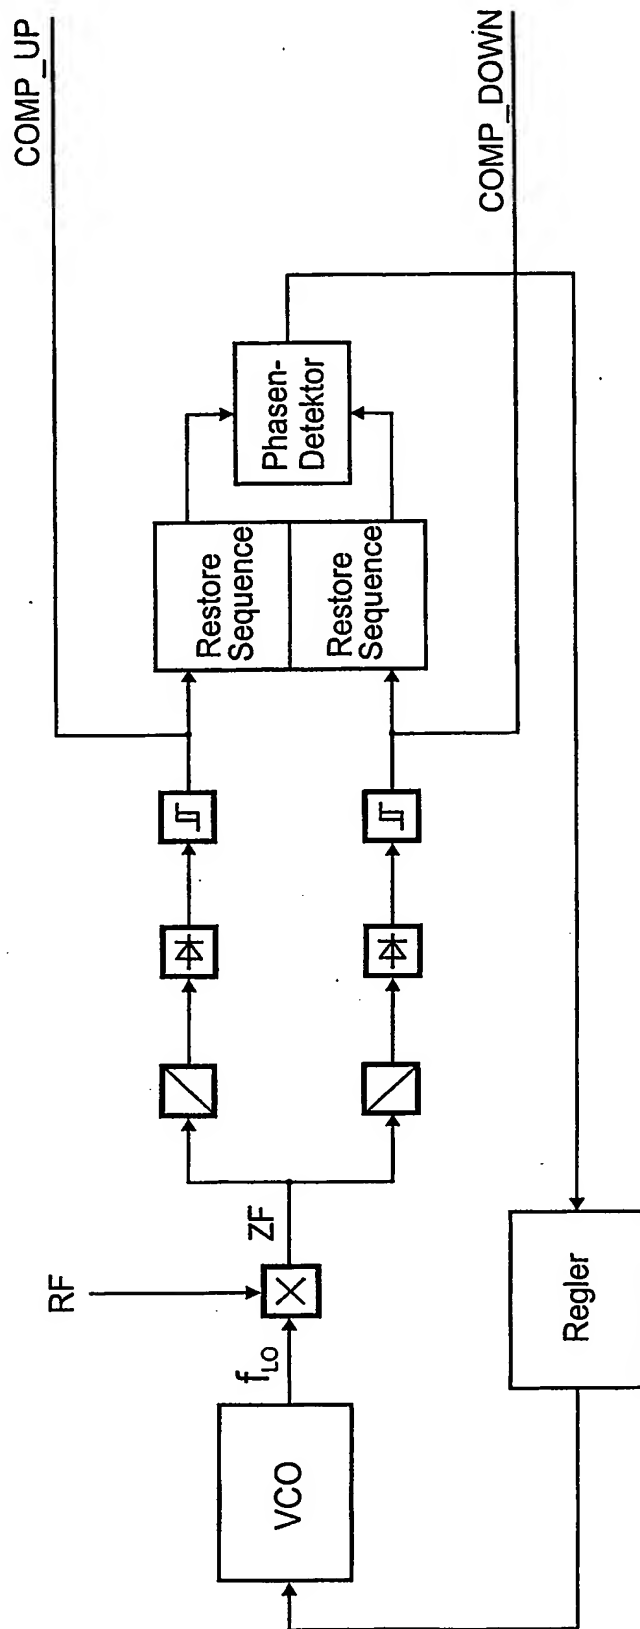 COMP_UP
COMP_DOWN
RF
VCO
f_LO
ZF
Restore
Sequence
Restore
Sequence
Phasen-
Detektor
Regler